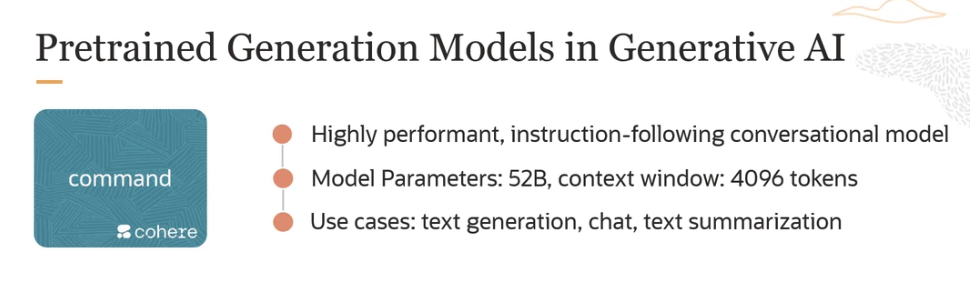 Pretrained Generation Models in Generative AI
command
cohere
Highly performant, instruction-following conversational model
Model Parameters: 52B, context window: 4096 tokens
Use cases: text generation, chat, text summarization